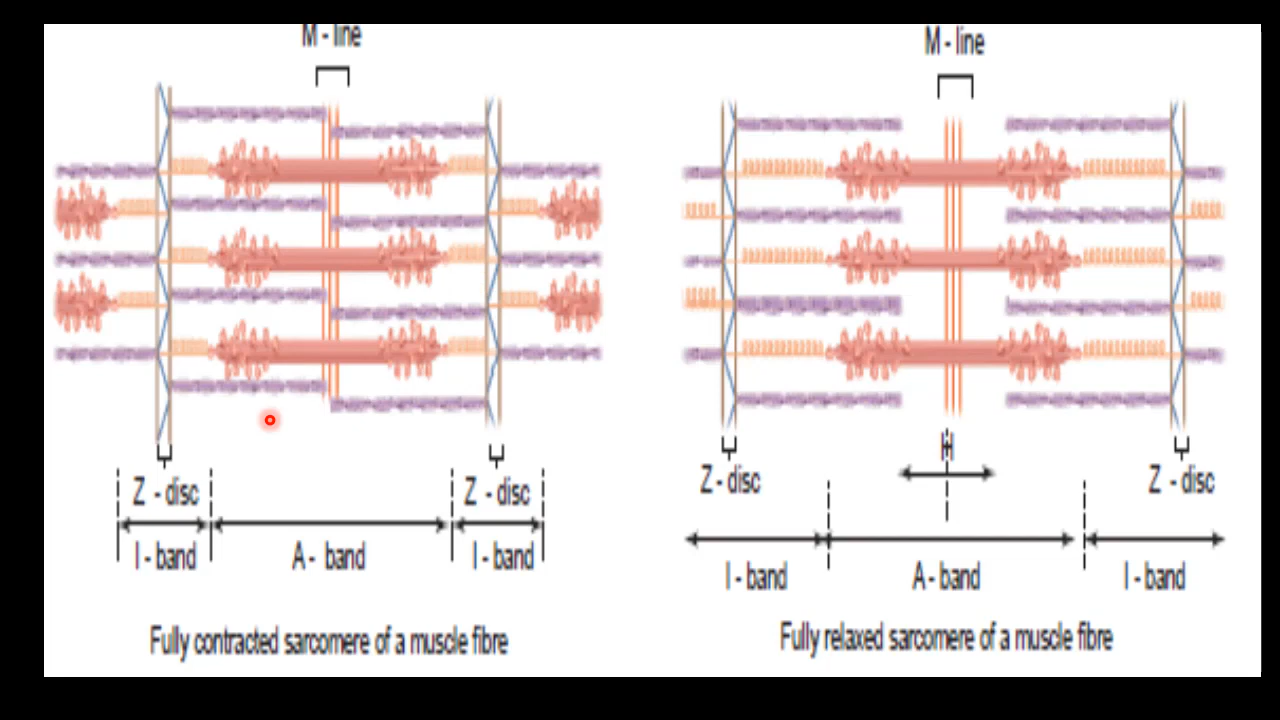 M - line
Z - disc
Z - disc
I - band
A - band
I - band
Fully contracted sarcomere of a muscle fibre
M - line
H
Z - disc
Z - disc
I - band
A - band
I - band
Fully relaxed sarcomere of a muscle fibre